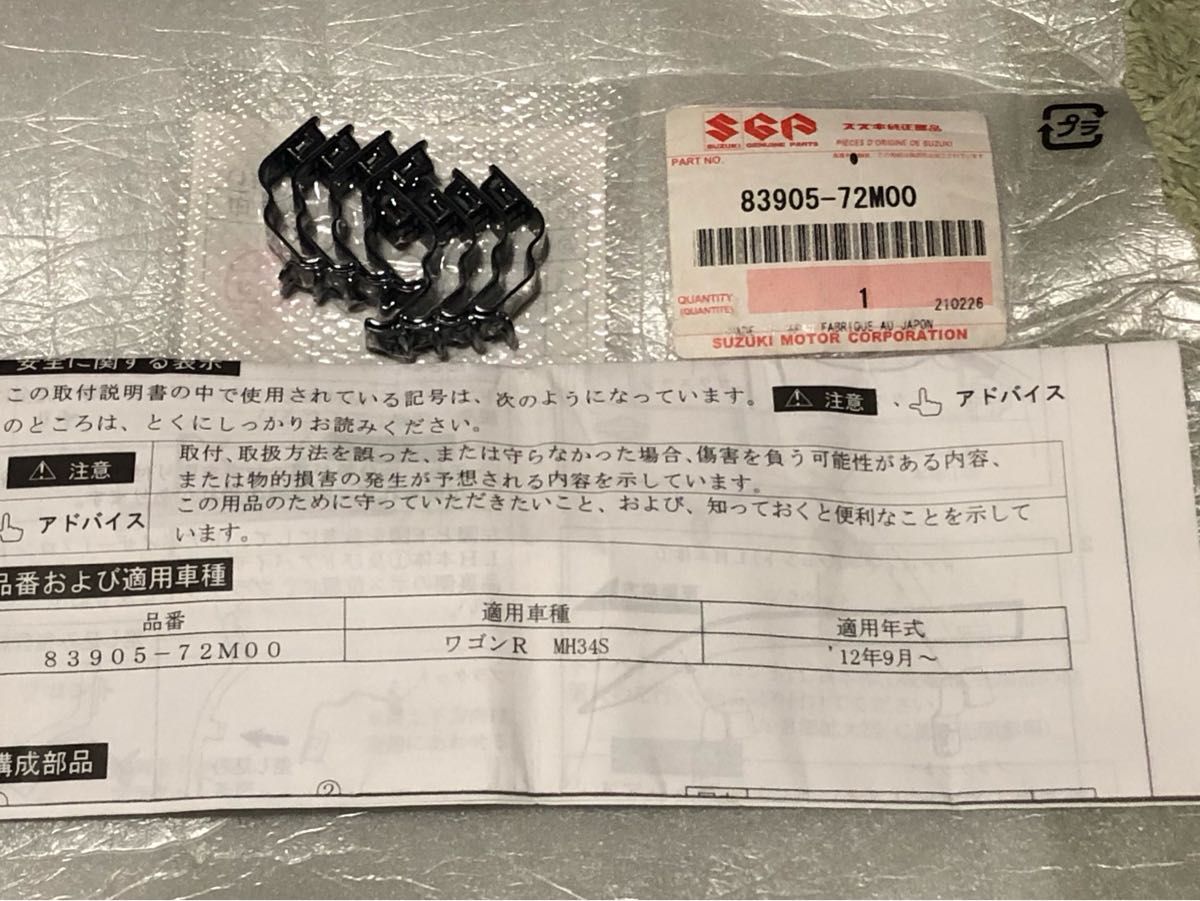 SGP スズキ純正部品
SUZUKI GENUINE PARTS PIÈCES D'ORIGINE DE SUZUKI
PART NO.
83905-72M00
QUANTITY
(QUANTITÉ)
1
210226
FABRIQUE AU JAPON
SUZUKI MOTOR CORPORATION
プラ
安全に関する表示
この取付説明書の中で使用されている記号は、次のようになっています。 注意 、 アドバイス
のところは、とくにしっかりお読みください。
注意
取付、取扱方法を誤った、または守らなかった場合、傷害を負う可能性がある内容、
または物的損害の発生が予想される内容を示しています。
アドバイス
この用品のために守っていただきたいこと、および、知っておくと便利なことを示して
います。
品番および適用車種
品番 適用車種 適用年式
83905-72M00 ワゴンR MH34S '12年9月～
構成部品
②